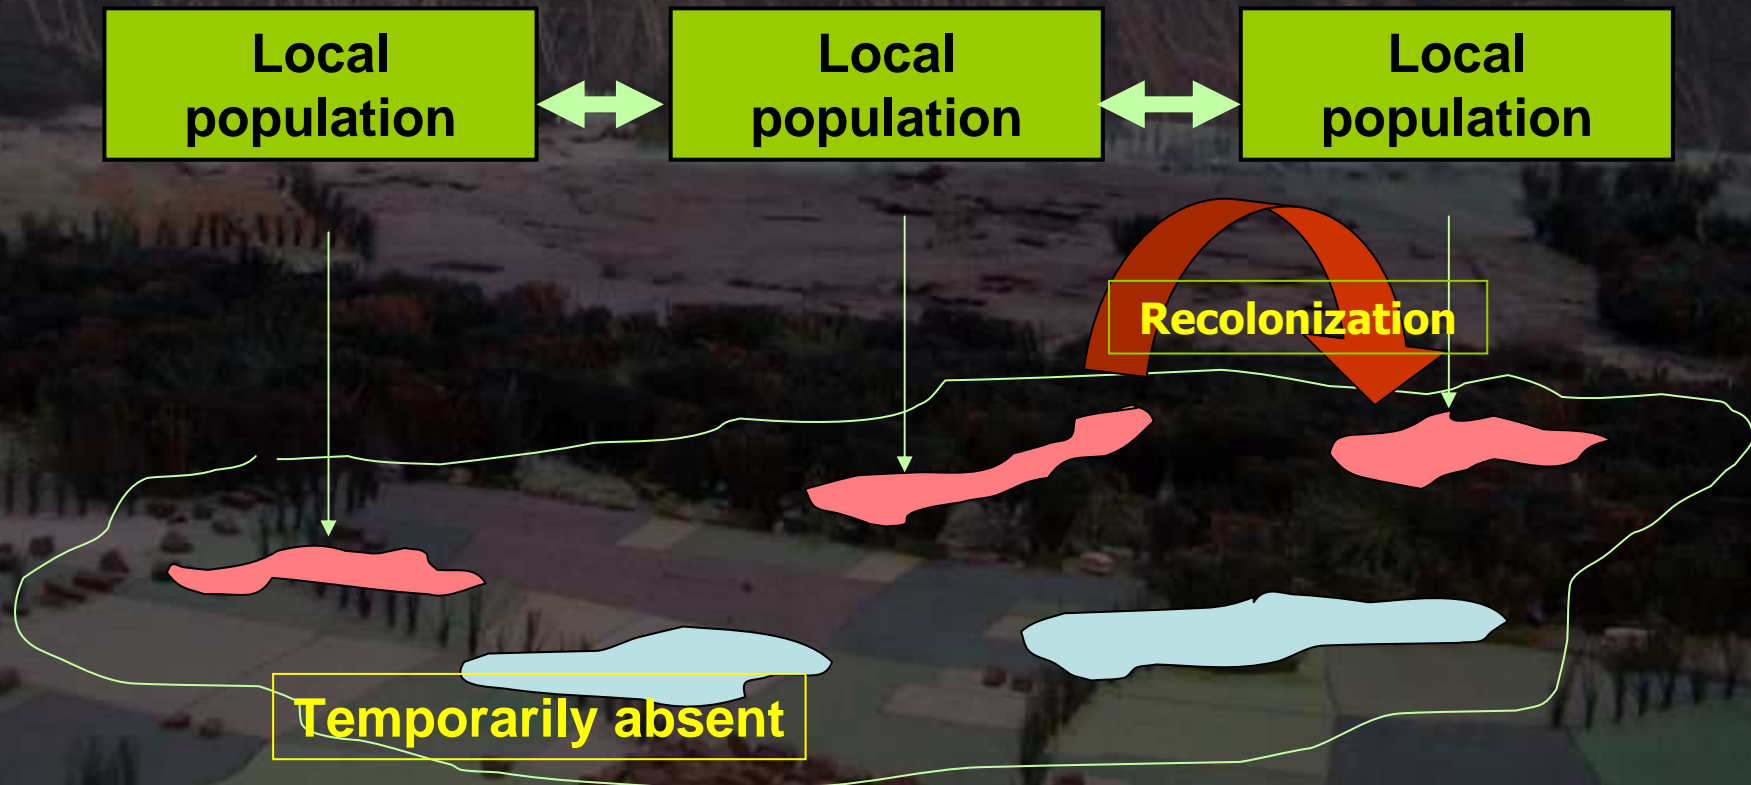 Local
population
Local
population
Local
population
Recolonization
Temporarily absent